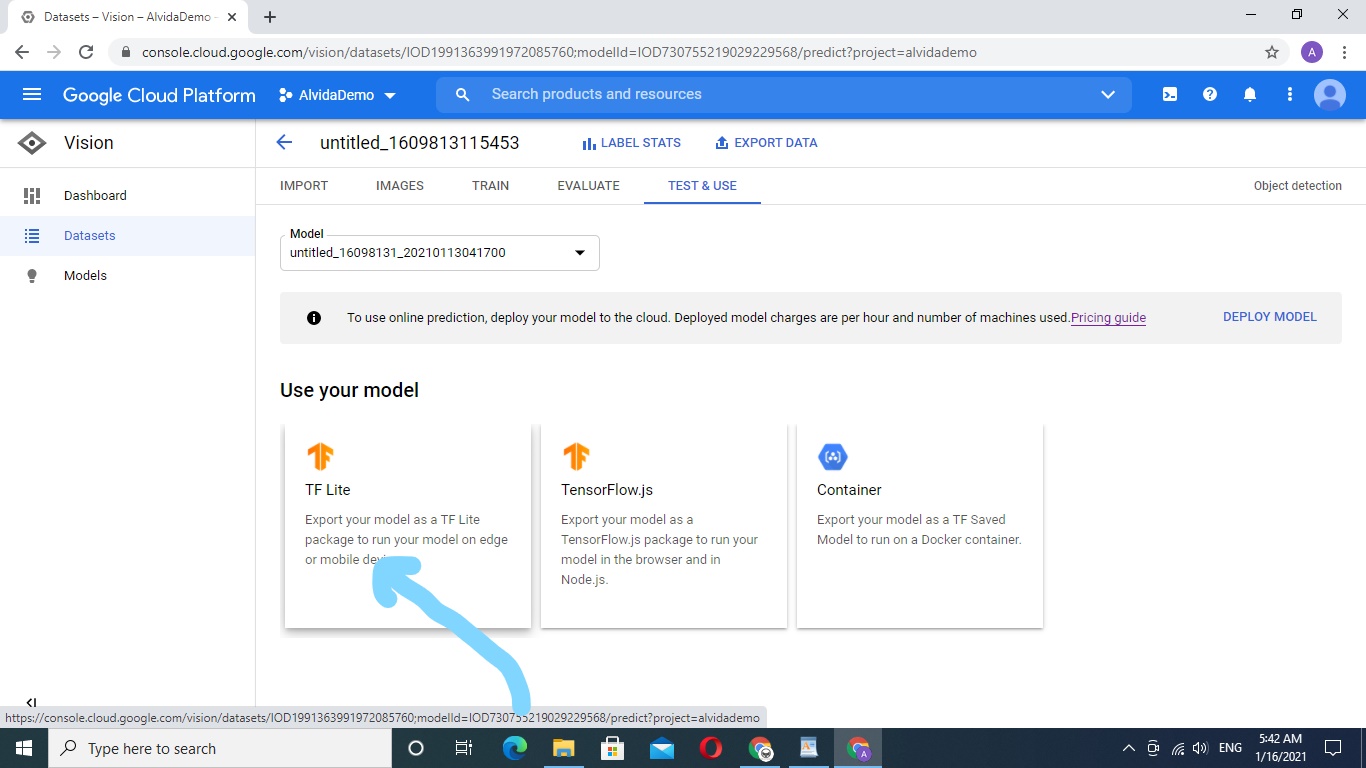 Datasets – Vision – AlvidaDemo -
console.cloud.google.com/vision/datasets/IOD1991363991972085760;modelId=IOD730755219029229568/predict?project=alvidademo
A
Google Cloud Platform
AlvidaDemo
Search products and resources
Vision
untitled_1609813115453
LABEL STATS
EXPORT DATA
Dashboard
Datasets
Models
IMPORT
IMAGES
TRAIN
EVALUATE
TEST & USE
Object detection
Model
untitled_16098131_20210113041700
To use online prediction, deploy your model to the cloud. Deployed model charges are per hour and number of machines used.Pricing guide
DEPLOY MODEL
Use your model
TF Lite
Export your model as a TF Lite
package to run your model on edge
or mobile
TensorFlow.js
Export your model as a
TensorFlow.js package to run your
model in the browser and in
Node.js.
Container
Export your model as a TF Saved
Model to run on a Docker container.
https://console.cloud.google.com/vision/datasets/IOD1991363991972085760;modelId=IOD730755219029229568/predict?project=alvidademo
Type here to search
A
ENG
5:42 AM
1/16/2021